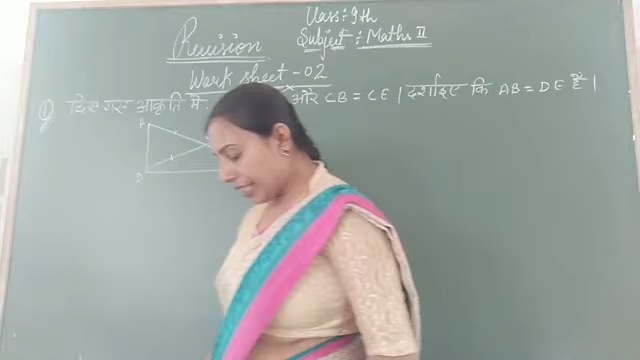 Class: 9th
Revision
Subject : Maths II
Work sheet - 02
दिए गए आकृति में और CB = CE | दर्शाइए कि AB = DE है |
A
B